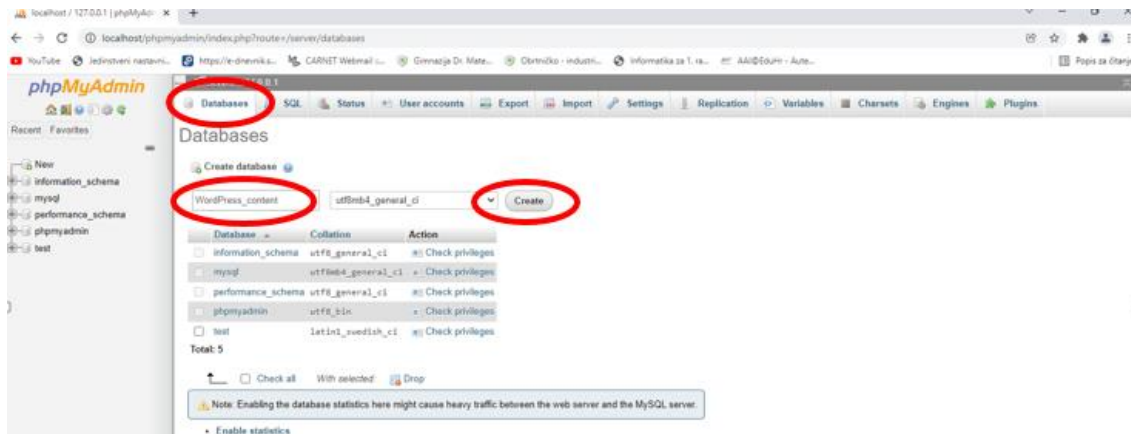 localhost / 127.0.0.1 | phpMyAd
localhost/phpmyadmin/index.php?route=/server/databases
YouTube Jedinstveni nastavni... https://e-dnevnik.s... CARNET Webmail :... Gimnazija Dr. Mate... Obrtničko - industri... Informatika za 1. ra... AAI@EduHr - Aute... Popis za čitanje
phpMyAdmin
Recent Favorites
New
information_schema
mysql
performance_schema
phpmyadmin
test
Databases SQL Status User accounts Export Import Settings Replication Variables Charsets Engines Plugins
Databases
Create database
WordPress_content utf8mb4_general_ci Create
Database Collation Action
information_schema utf8_general_ci Check privileges
mysql utf8mb4_general_ci Check privileges
performance_schema utf8_general_ci Check privileges
phpmyadmin utf8_bin Check privileges
test latin1_swedish_ci Check privileges
Total: 5
Check all With selected: Drop
Note: Enabling the database statistics here might cause heavy traffic between the web server and the MySQL server.
Enable statistics